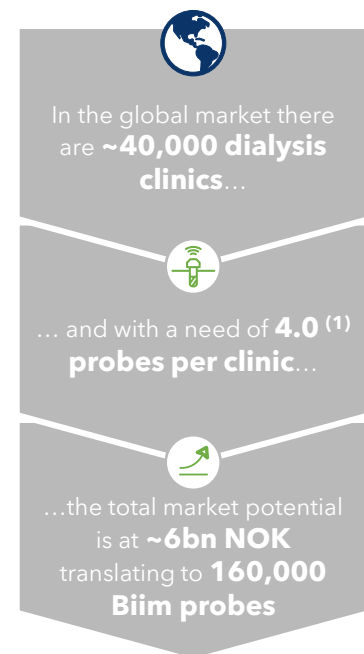 In the global market there
are ~40,000 dialysis
clinics…
… and with a need of 4.0 (1)
probes per clinic…
…the total market potential
is at ~6bn NOK
translating to 160,000
Biim probes